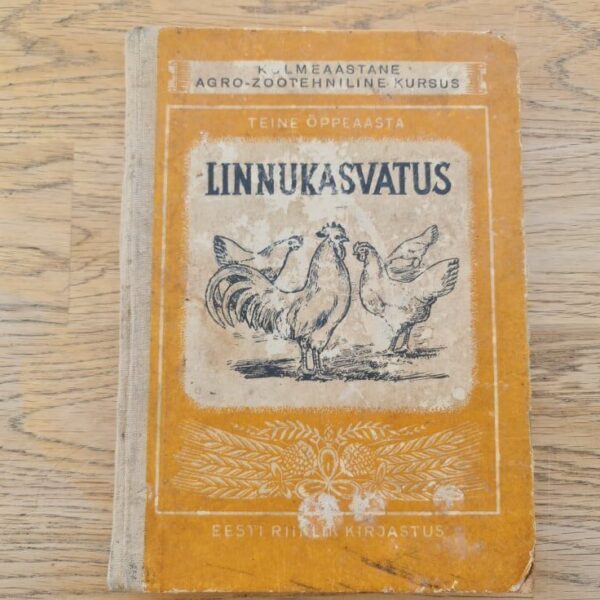 KOLMEAASTANE
AGRO-ZOOTEHNILINE KURSUS
TEINE ÕPPEAASTA
LINNUKASVATUS
EESTI RIIKLIK KIRJASTUS